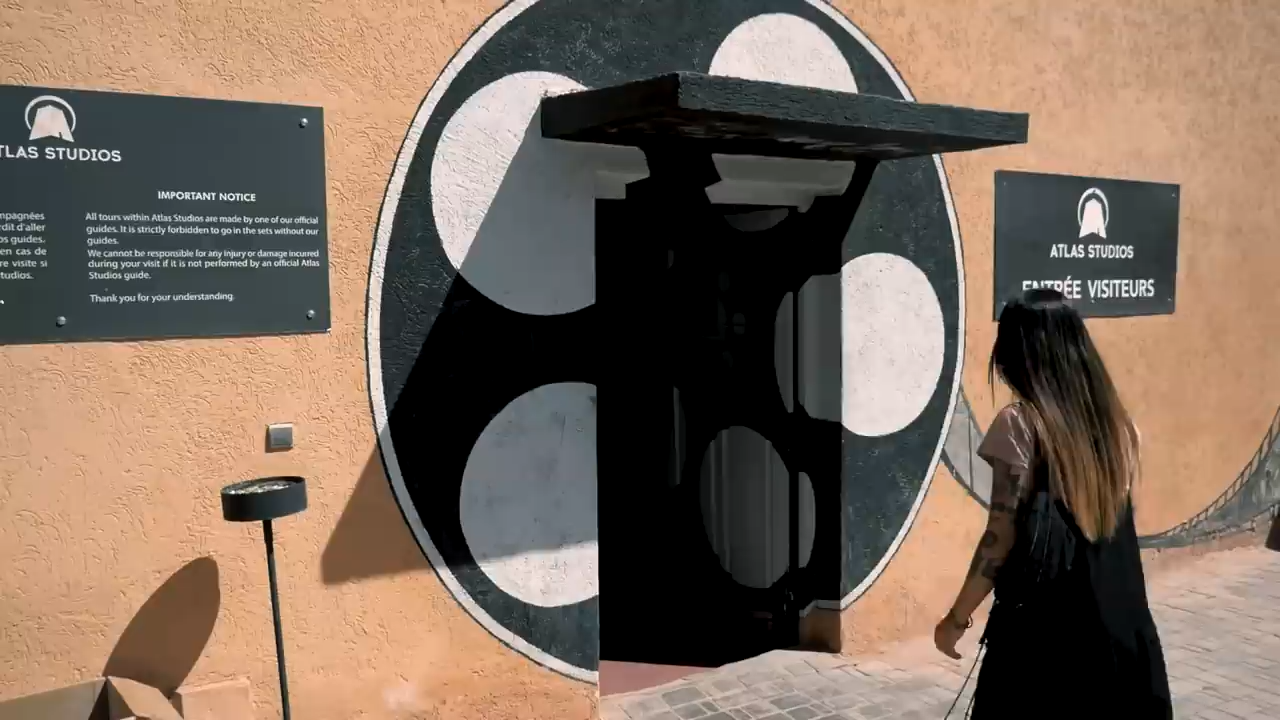 TLAS STUDIOS
IMPORTANT NOTICE
All tours within Atlas Studios are made by one of our official
guides. It is strictly forbidden to go in the sets without our
guides.
We cannot be responsible for any injury or damage incurred
during your visit if it is not performed by an official Atlas
Studios guide.
Thank you for your understanding.
mpagnées
rdit d'aller
os guides.
en cas de
re visite si
tudios.
ATLAS STUDIOS
ENTRÉE VISITEURS